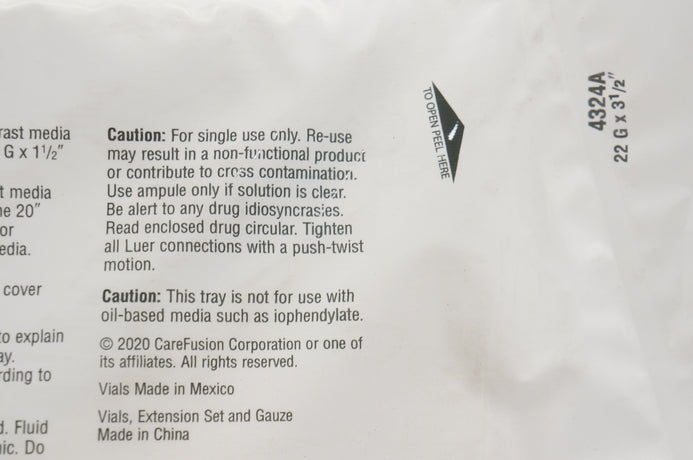 rast media
G x 1 1/2"
t media
ne 20"
or
edia.
cover
to explain
ay.
rding to
d. Fluid
nic. Do
Caution: For single use only. Re-use
may result in a non-functional product
or contribute to cross contamination.
Use ampule only if solution is clear.
Be alert to any drug idiosyncrasies.
Read enclosed drug circular. Tighten
all Luer connections with a push-twist
motion.
Caution: This tray is not for use with
oil-based media such as iophendylate.
© 2020 CareFusion Corporation or one of
its affiliates. All rights reserved.
Vials Made in Mexico
Vials, Extension Set and Gauze
Made in China
TO OPEN PEEL HERE
4324A
22 G x 3 1/2"